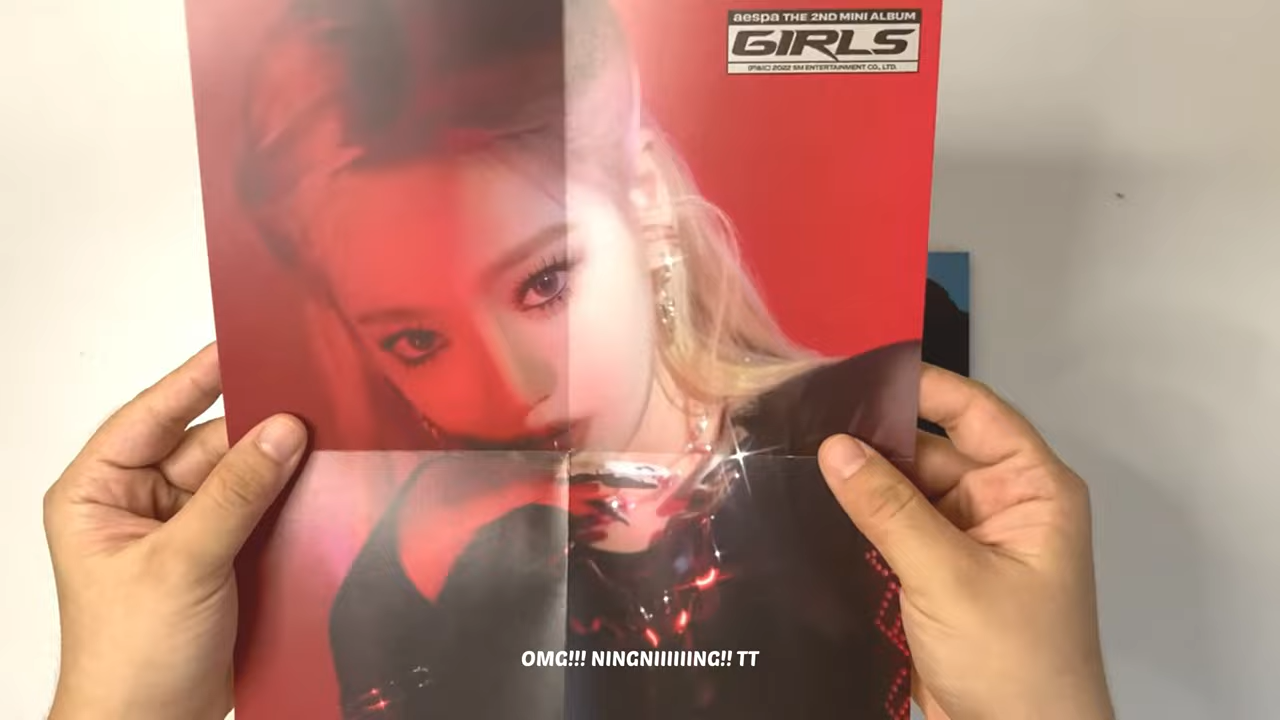 aespa THE 2ND MINI ALBUM
GIRLS
(P)&(C) 2022 SM ENTERTAINMENT CO., LTD.
OMG!!! NINGNIIIIIING!! TT